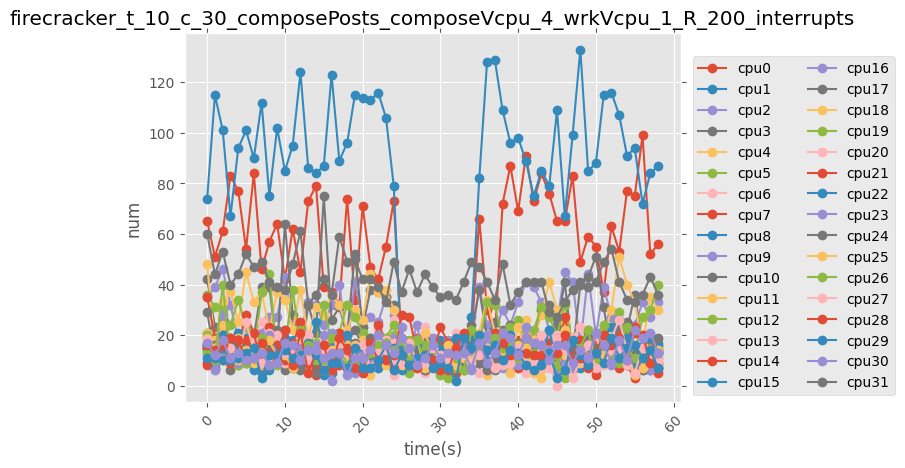 firecracker_t_10_c_30_composePosts_composeVcpu_4_wrkVcpu_1_R_200_interrupts
num
120
100
80
60
40
20
0
0 10 20 30 40 50 60
time(s)
cpu0 cpu16
cpu1 cpu17
cpu2 cpu18
cpu3 cpu19
cpu4 cpu20
cpu5 cpu21
cpu6 cpu22
cpu7 cpu23
cpu8 cpu24
cpu9 cpu25
cpu10 cpu26
cpu11 cpu27
cpu12 cpu28
cpu13 cpu29
cpu14 cpu30
cpu15 cpu31